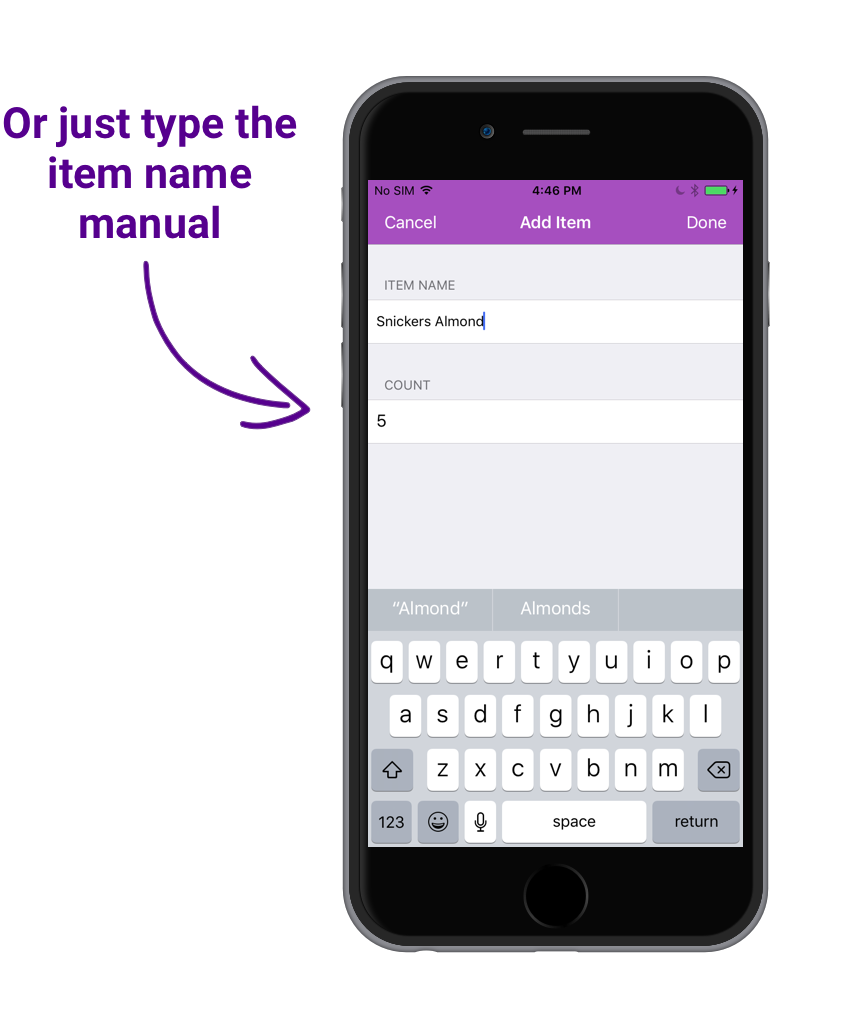 Or just type the
item name
manual
No SIM 4:46 PM
Cancel Add Item Done
ITEM NAME
Snickers Almond
COUNT
5
“Almond” Almonds
q w e r t y u i o p
a s d f g h j k l
z x c v b n m
123 space return